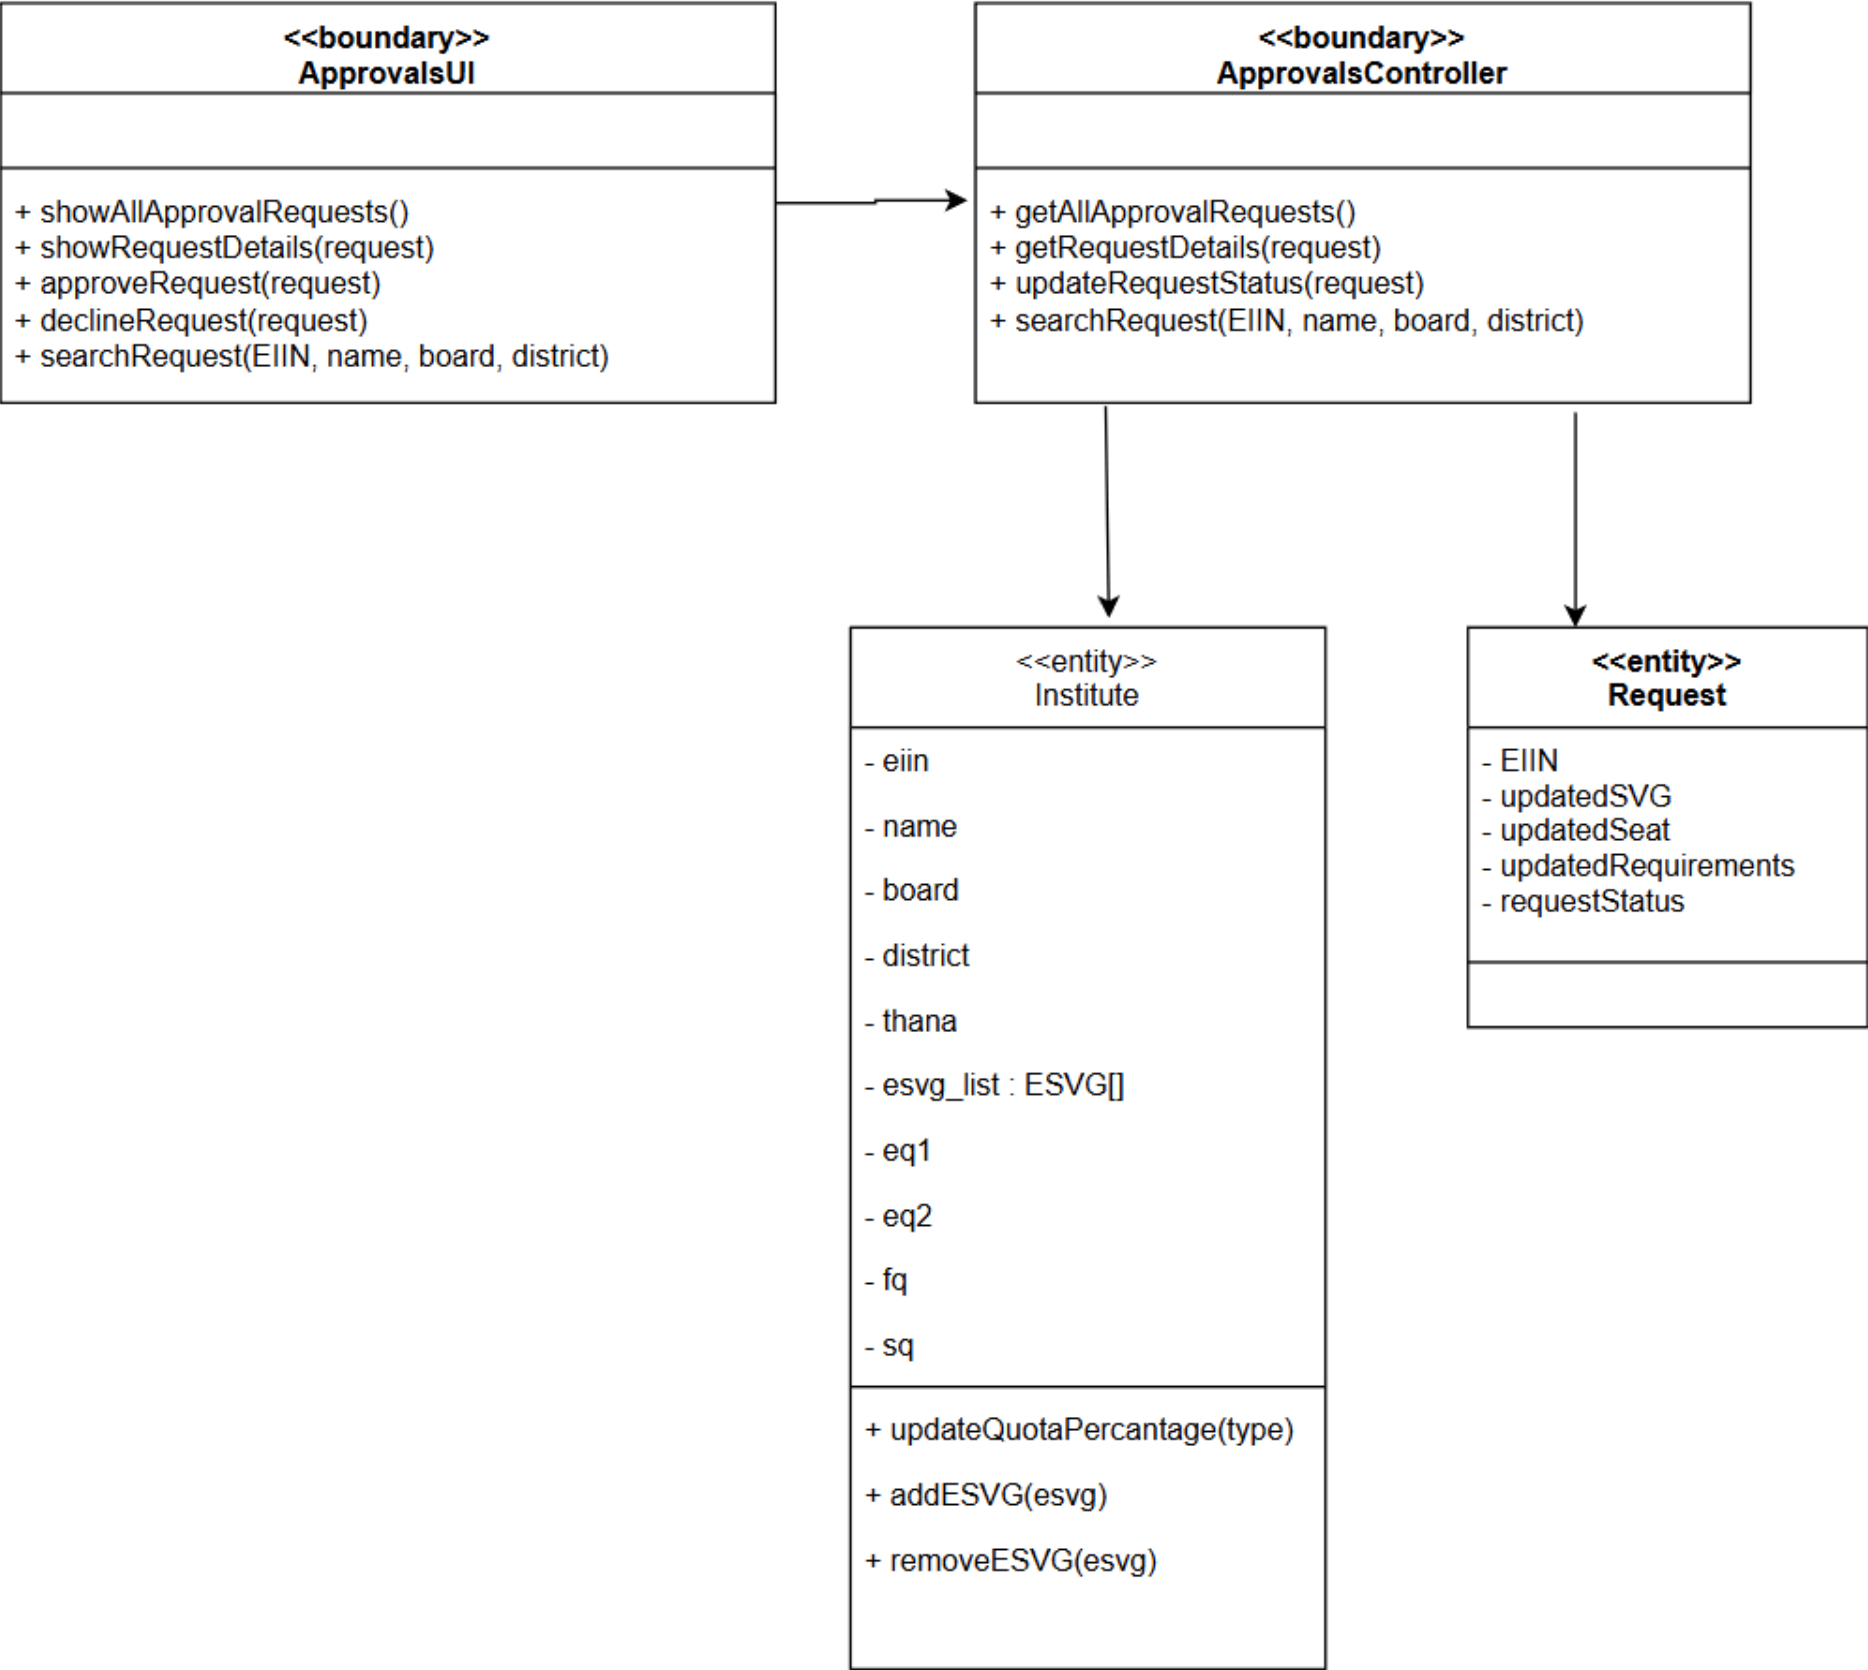 <<boundary>>
ApprovalsUI
+ showAllApprovalRequests()
+ showRequestDetails(request)
+ approveRequest(request)
+ declineRequest(request)
+ searchRequest(EIIN, name, board, district)
<<boundary>>
ApprovalsController
+ getAllApprovalRequests()
+ getRequestDetails(request)
+ updateRequestStatus(request)
+ searchRequest(EIIN, name, board, district)
<<entity>>
Institute
- eiin
- name
- board
- district
- thana
- esvg_list : ESVG[]
- eq1
- eq2
- fq
- sq
+ updateQuotaPercantage(type)
+ addESVG(esvg)
+ removeESVG(esvg)
<<entity>>
Request
- EIIN
- updatedSVG
- updatedSeat
- updatedRequirements
- requestStatus